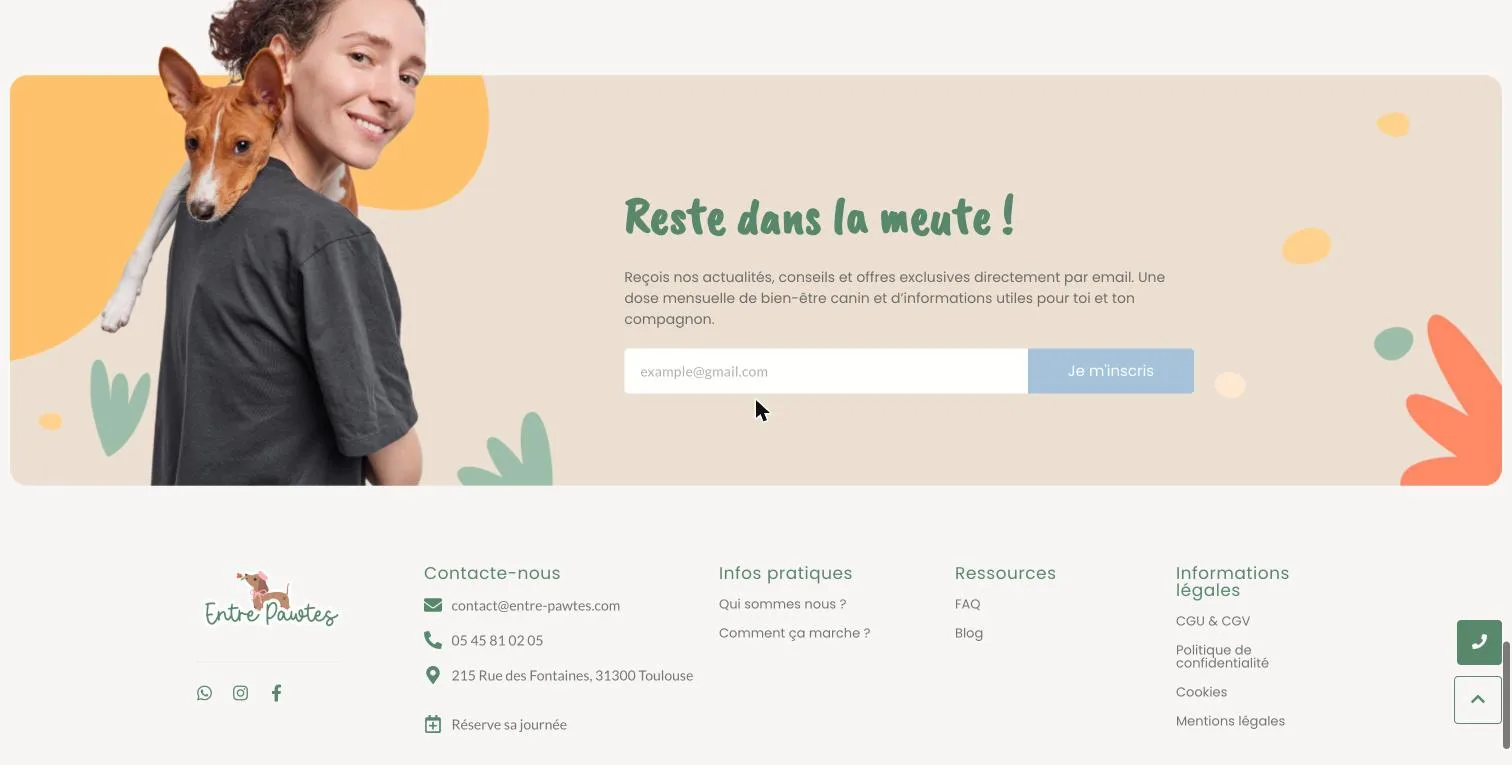 Reste dans la meute !
Reçois nos actualités, conseils et offres exclusives directement par email. Une
dose mensuelle de bien-être canin et d'informations utiles pour toi et ton
compagnon.
example@gmail.com
Je m'inscris
Entre Pawtes
Contacte-nous
contact@entre-pawtes.com
05 45 81 02 05
215 Rue des Fontaines, 31300 Toulouse
Réserve sa journée
Infos pratiques
Qui sommes nous ?
Comment ça marche ?
Ressources
FAQ
Blog
Informations
légales
CGU & CGV
Politique de
confidentialité
Cookies
Mentions légales